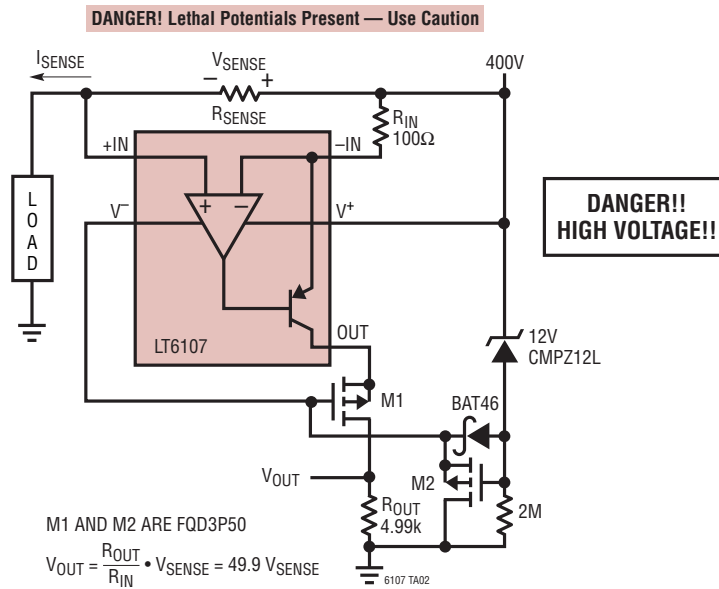 DANGER! Lethal Potentials Present — Use Caution
ISENSE
VSENSE
– +
RSENSE
400V
RIN
100Ω
+IN
–IN
LOAD
V–
+ –
V+
DANGER!!
HIGH VOLTAGE!!
LT6107
OUT
12V
CMPZ12L
M1
BAT46
VOUT
M2
ROUT
4.99k
2M
M1 AND M2 ARE FQD3P50
VOUT = ROUT/RIN • VSENSE = 49.9 VSENSE
6107 TA02